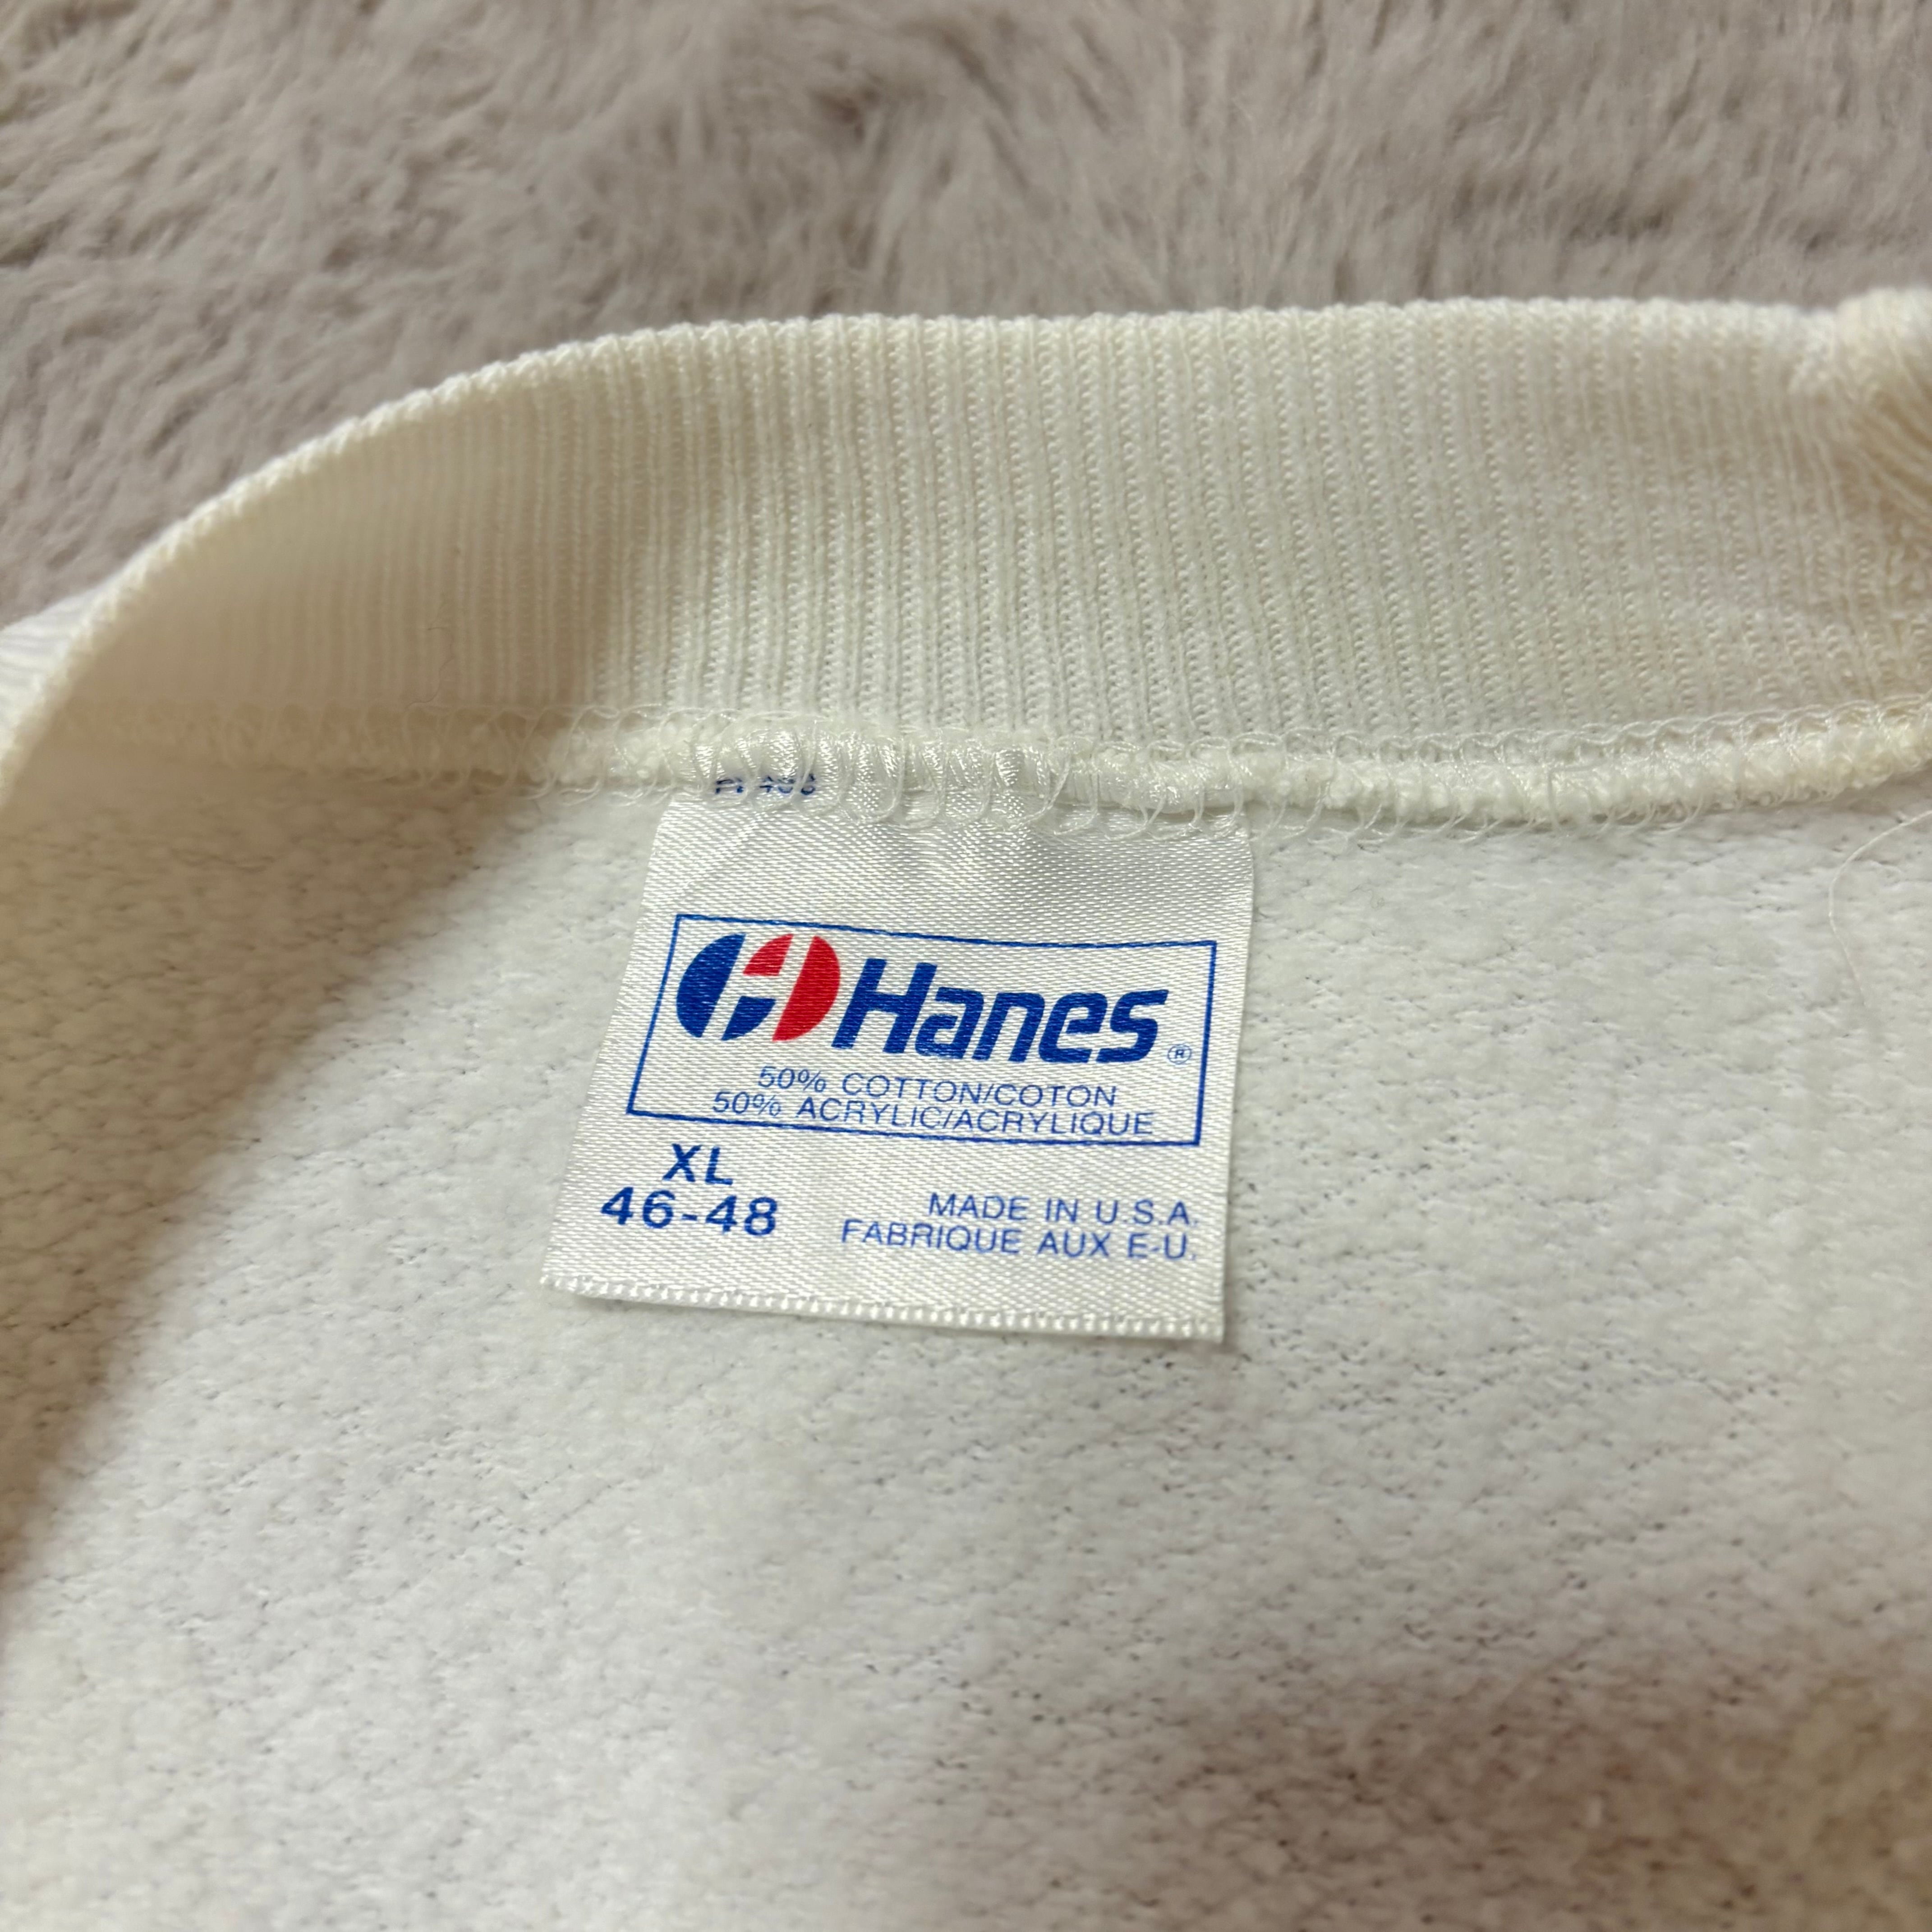 Hanes®
50% COTTON/COTON
50% ACRYLIC/ACRYLIQUE
XL
46-48
MADE IN U.S.A.
FABRIQUE AUX E-U.